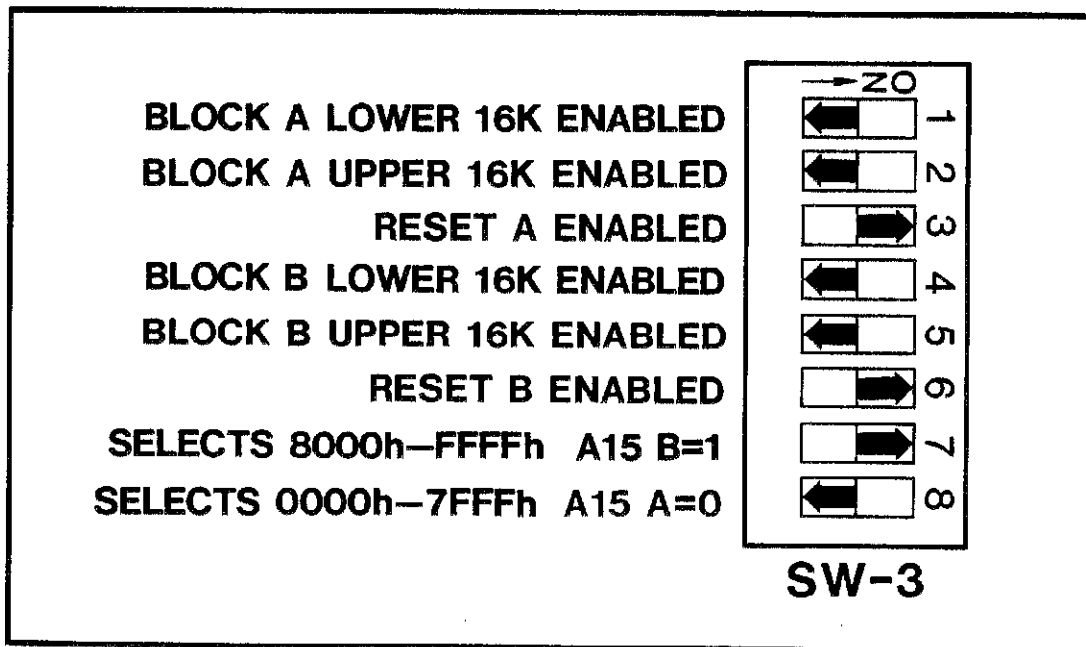 → ON
BLOCK A LOWER 16K ENABLED 1
BLOCK A UPPER 16K ENABLED 2
RESET A ENABLED 3
BLOCK B LOWER 16K ENABLED 4
BLOCK B UPPER 16K ENABLED 5
RESET B ENABLED 6
SELECTS 8000h—FFFFh A15 B=1 7
SELECTS 0000h—7FFFh A15 A=0 8
SW-3